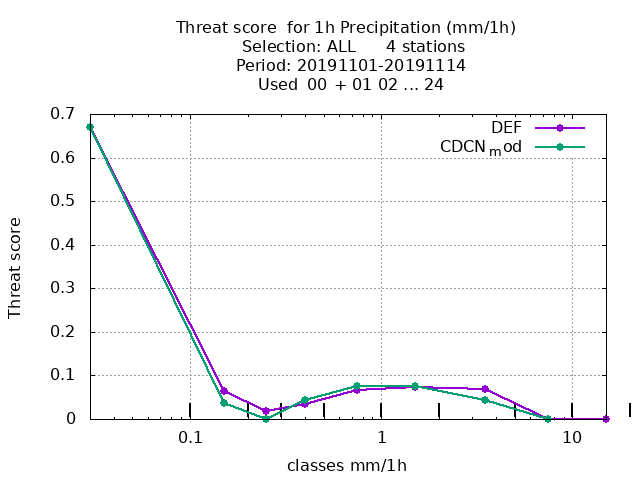 Threat score  for 1h Precipitation (mm/1h)
Selection: ALL      4 stations
Period: 20191101-20191114
Used  00  + 01 02 ... 24
0.7
0.6
0.5
0.4
0.3
0.2
0.1
0
Threat score
DEF
CDCNmod
0.1
1
10
classes mm/1h